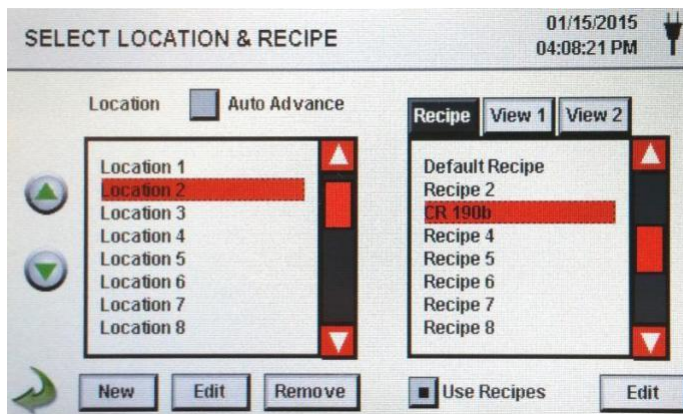 SELECT LOCATION & RECIPE
01/15/2015
04:08:21 PM
Location
Auto Advance
Recipe
View 1
View 2
Location 1
Location 2
Location 3
Location 4
Location 5
Location 6
Location 7
Location 8
Default Recipe
Recipe 2
CR 190b
Recipe 4
Recipe 5
Recipe 6
Recipe 7
Recipe 8
New
Edit
Remove
Use Recipes
Edit